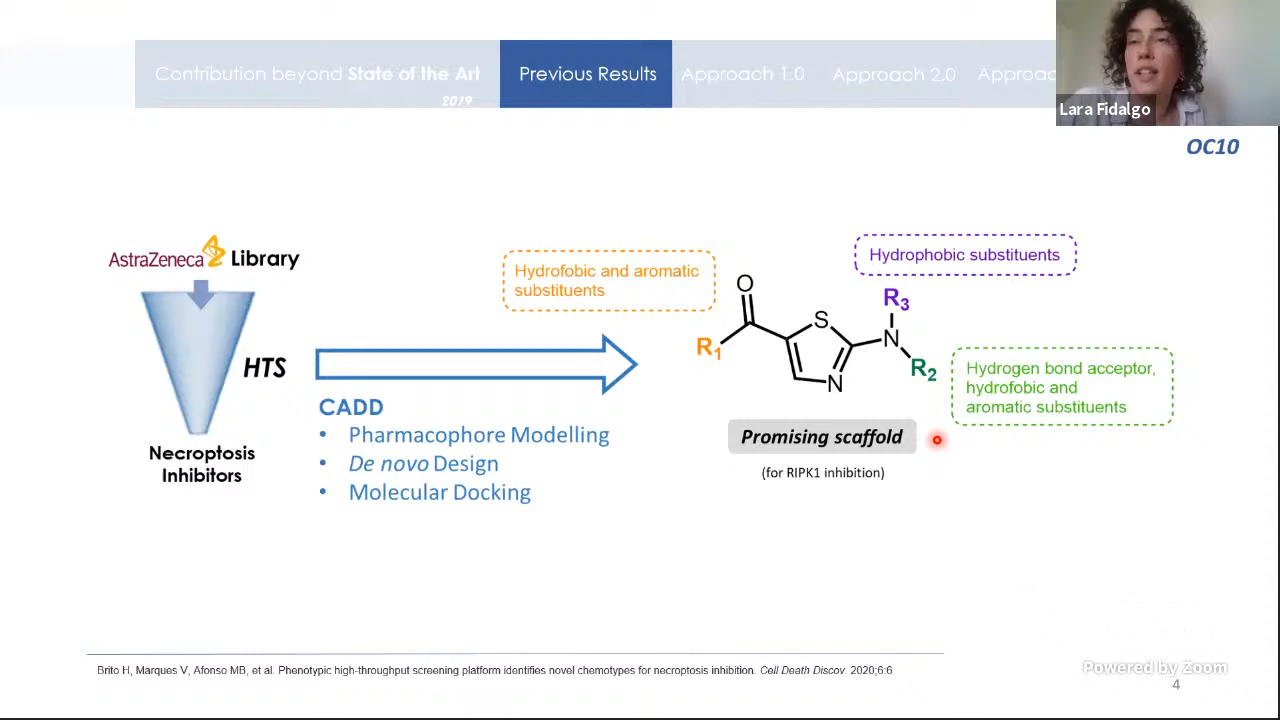 Contribution beyond State of the Art
2019
Previous Results
Approach 1.0
Approach 2.0
Approac
Lara Fidalgo
OC10
AstraZeneca Library
HTS
Necroptosis
Inhibitors
CADD
• Pharmacophore Modelling
• De novo Design
• Molecular Docking
Hydrofobic and aromatic
substituents
Hydrophobic substituents
O
S
N
N
R1
R3
R2
Hydrogen bond acceptor,
hydrofobic and
aromatic substituents
Promising scaffold
(for RIPK1 inhibition)
Brito H, Marques V, Afonso MB, et al. Phenotypic high-throughput screening platform identifies novel chemotypes for necroptosis inhibition. Cell Death Discov. 2020;6:6
Powered by Zoom
4